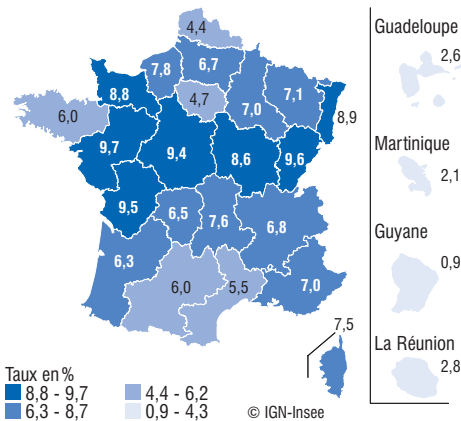 4,4
7,8
6,7
8,8
4,7
7,0
7,1
6,0
8,9
9,7
9,4
8,6
9,6
9,5
6,5
7,6
6,8
6,3
6,0
5,5
7,0
7,5
Guadeloupe
2,6
Martinique
2,1
Guyane
0,9
La Réunion
2,8
Taux en %
8,8 - 9,7
4,4 - 6,2
6,3 - 8,7
0,9 - 4,3
© IGN-Insee